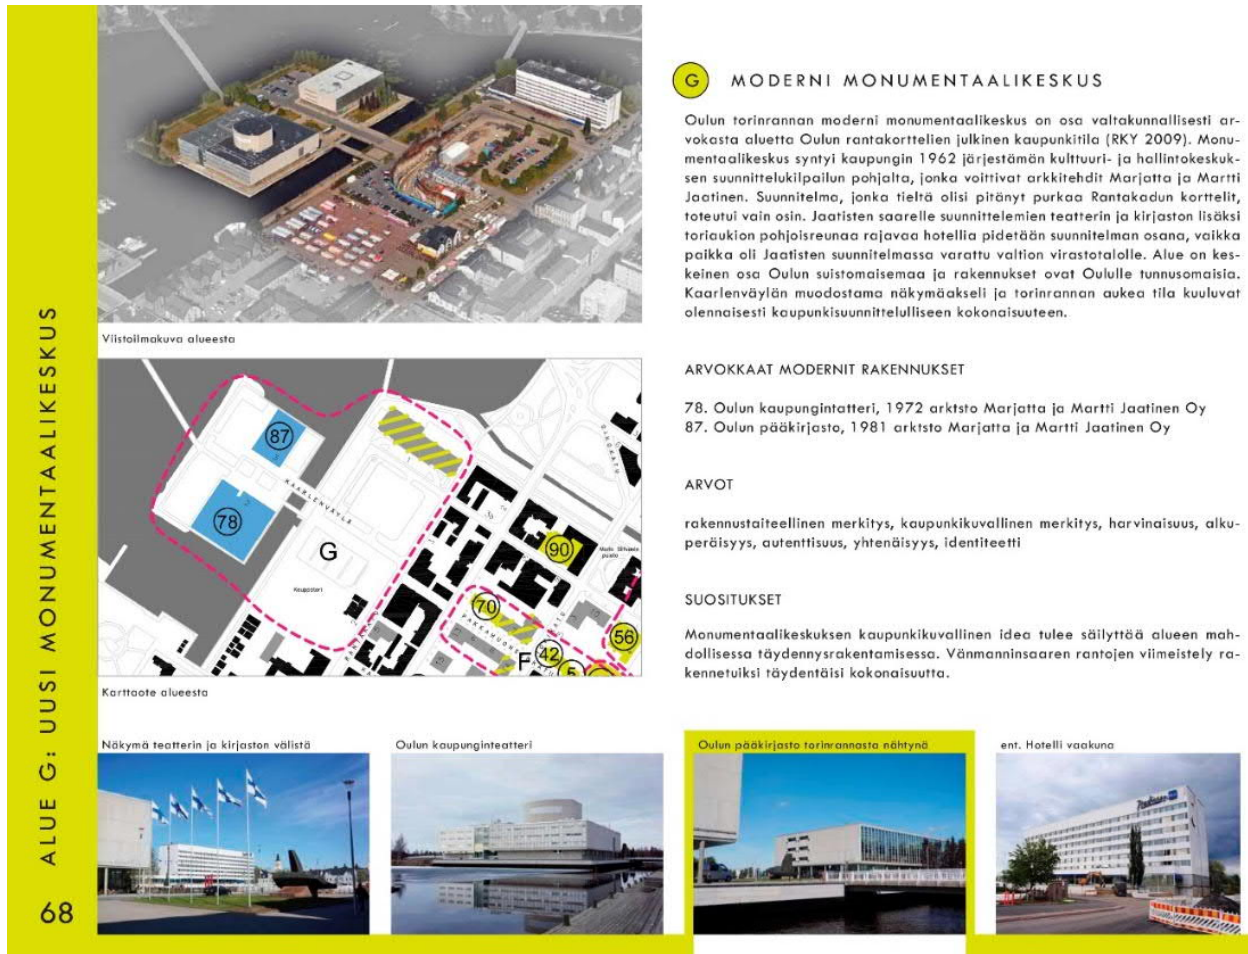 ALUE G: UUSI MONUMENTAALIKESKUS
68
Viistoilmakuva alueesta
87
3
78
2
KAARLENVÄYLÄ
G
Kauppatori
1
90
70
F
42
5
56
Karttaote alueesta
G MODERNI MONUMENTAALIKESKUS
Oulun torinrannan moderni monumentaalikeskus on osa valtakunnallisesti ar-
vokasta aluetta Oulun rantakorttelien julkinen kaupunkitila (RKY 2009). Monu-
mentaalikeskus syntyi kaupungin 1962 järjestämän kulttuuri- ja hallintokeskuk-
sen suunnittelukilpailun pohjalta, jonka voittivat arkkitehdit Marjatta ja Martti
Jaatinen. Suunnitelma, jonka tieltä olisi pitänyt purkaa Rantakadun korttelit,
toteutui vain osin. Jaatisten saarelle suunnittelemien teatterin ja kirjaston lisäksi
toriaukion pohjoisreunaa rajavaa hotellia pidetään suunnitelman osana, vaikka
paikka oli Jaatisten suunnitelmassa varattu valtion virastotalolle. Alue on kes-
keinen osa Oulun suistomaisemaa ja rakennukset ovat Oululle tunnusomaisia.
Kaarlenväylän muodostama näkymäakseli ja torinrannan aukea tila kuuluvat
olennaisesti kaupunkisuunnittelulliseen kokonaisuuteen.
ARVOKKAAT MODERNIT RAKENNUKSET
78. Oulun kaupungintatteri, 1972 arktsto Marjatta ja Martti Jaatinen Oy
87. Oulun pääkirjasto, 1981 arktsto Marjatta ja Martti Jaatinen Oy
ARVOT
rakennustaiteellinen merkitys, kaupunkikuvallinen merkitys, harvinaisuus, alku-
peräisyys, autenttisuus, yhtenäisyys, identiteetti
SUOSITUKSET
Monumentaalikeskuksen kaupunkikuvallinen idea tulee säilyttää alueen mah-
dollisessa täydennysrakentamisessa. Vänmanninsaaren rantojen viimeistely ra-
kennetuiksi täydentäisi kokonaisuutta.
Näkymä teatterin ja kirjaston välistä
Oulun kaupunginteatteri
Oulun pääkirjasto torinrannasta nähtynä
ent. Hotelli vaakuna
Radisson